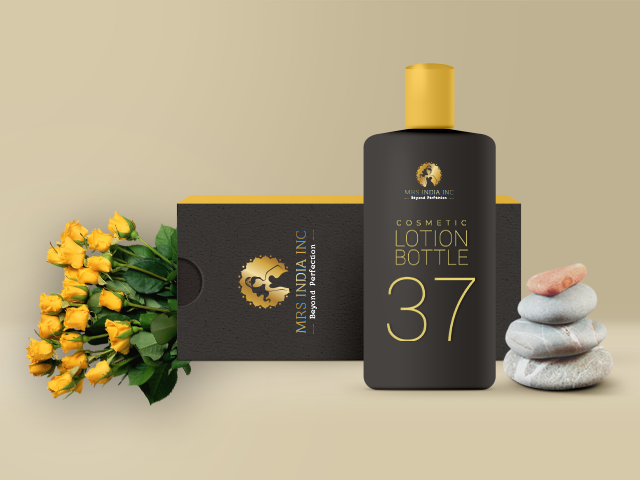 MRS INDIA INC
Beyond Perfection
MRS INDIA INC
Beyond Perfection
COSMETIC
LOTION
BOTTLE
37